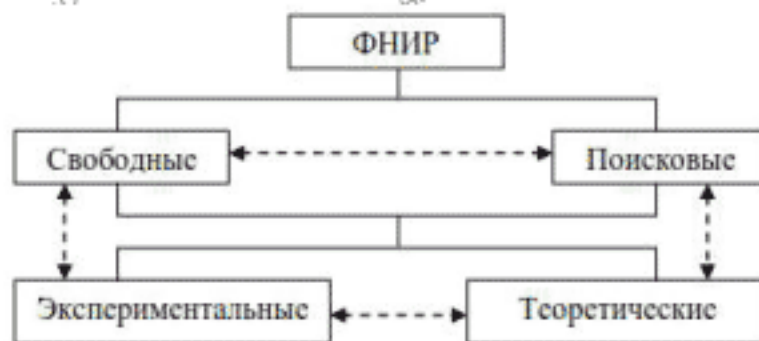 ФНИР
Свободные
Поисковые
Экспериментальные
Теоретические